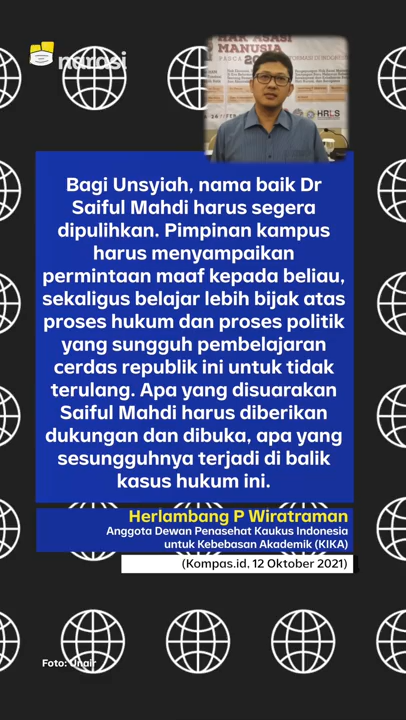 narasi
HAK ASASI
MANUSIA
PASCA
HRLS
Bagi Unsyiah, nama baik Dr
Saiful Mahdi harus segera
dipulihkan. Pimpinan kampus
harus menyampaikan
permintaan maaf kepada beliau,
sekaligus belajar lebih bijak atas
proses hukum dan proses politik
yang sungguh pembelajaran
cerdas republik ini untuk tidak
terulang. Apa yang disuarakan
Saiful Mahdi harus diberikan
dukungan dan dibuka, apa yang
sesungguhnya terjadi di balik
kasus hukum ini.
Herlambang P Wiratraman
Anggota Dewan Penasehat Kaukus Indonesia
untuk Kebebasan Akademik (KIKA)
(Kompas.id, 12 Oktober 2021)
Foto: Unair